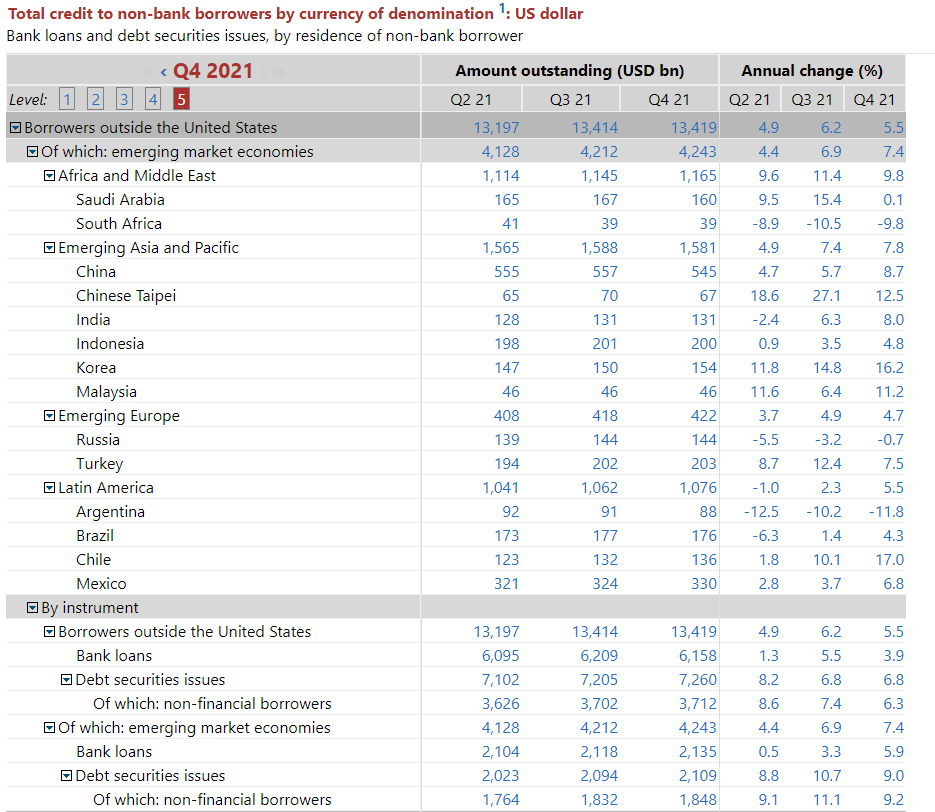 Total credit to non-bank borrowers by currency of denomination 1: US dollar
Bank loans and debt securities issues, by residence of non-bank borrower
‹ Q4 2021 Amount outstanding (USD bn) Annual change (%)
Level: 1 2 3 4 5 Q2 21 Q3 21 Q4 21 Q2 21 Q3 21 Q4 21
Borrowers outside the United States 13,197 13,414 13,419 4.9 6.2 5.5
Of which: emerging market economies 4,128 4,212 4,243 4.4 6.9 7.4
Africa and Middle East 1,114 1,145 1,165 9.6 11.4 9.8
Saudi Arabia 165 167 160 9.5 15.4 0.1
South Africa 41 39 39 -8.9 -10.5 -9.8
Emerging Asia and Pacific 1,565 1,588 1,581 4.9 7.4 7.8
China 555 557 545 4.7 5.7 8.7
Chinese Taipei 65 70 67 18.6 27.1 12.5
India 128 131 131 -2.4 6.3 8.0
Indonesia 198 201 200 0.9 3.5 4.8
Korea 147 150 154 11.8 14.8 16.2
Malaysia 46 46 46 11.6 6.4 11.2
Emerging Europe 408 418 422 3.7 4.9 4.7
Russia 139 144 144 -5.5 -3.2 -0.7
Turkey 194 202 203 8.7 12.4 7.5
Latin America 1,041 1,062 1,076 -1.0 2.3 5.5
Argentina 92 91 88 -12.5 -10.2 -11.8
Brazil 173 177 176 -6.3 1.4 4.3
Chile 123 132 136 1.8 10.1 17.0
Mexico 321 324 330 2.8 3.7 6.8
By instrument
Borrowers outside the United States 13,197 13,414 13,419 4.9 6.2 5.5
Bank loans 6,095 6,209 6,158 1.3 5.5 3.9
Debt securities issues 7,102 7,205 7,260 8.2 6.8 6.8
Of which: non-financial borrowers 3,626 3,702 3,712 8.6 7.4 6.3
Of which: emerging market economies 4,128 4,212 4,243 4.4 6.9 7.4
Bank loans 2,104 2,118 2,135 0.5 3.3 5.9
Debt securities issues 2,023 2,094 2,109 8.8 10.7 9.0
Of which: non-financial borrowers 1,764 1,832 1,848 9.1 11.1 9.2